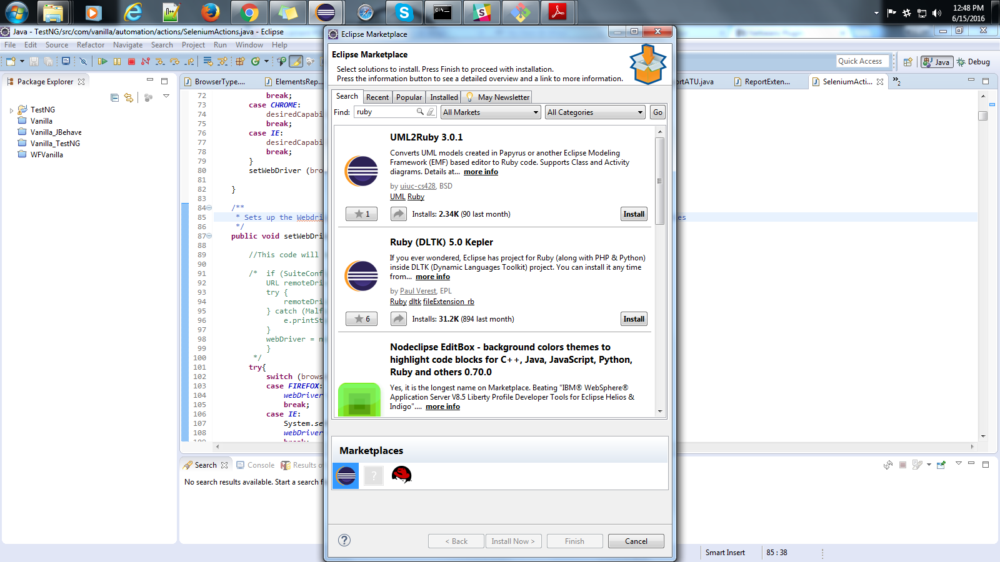 12:48 PM
6/15/2016
Java - TestNG/src/com/vanilla/automation/actions/SeleniumActions.java - Eclipse
File Edit Source Refactor Navigate Search Project Run Window Help
Quick Access
Java
Debug
Package Explorer
TestNG
Vanilla
Vanilla_JBehave
Vanilla_TestNG
WFVanilla
BrowserType....
ElementsRep...
ortATU.java
ReportExten...
SeleniumActi...
»2
72 break;
73 case CHROME:
74 desiredCapabi
75 break;
76 case IE:
77 desiredCapabi
78 break;
79 }
80 setWebDriver (bro
81
82 }
83
84 /**
85 * Sets up the Webdri
86 */
87 public void setWebDri
88
89 //This code will
90
91 /* if (SuiteConf
92 URL remoteDri
93 try {
94 remoteDri
95 } catch (Malf
96 e.printSt
97 }
98 webDriver = n
99 }
100 */
101 try{
102 switch (brows
103 case FIREFOX:
104 webDriver
105 break;
106 case IE:
107 System.se
108 webDriver
109 break;
Search
Console
Results o
No search results available. Start a search f
Smart Insert
85 : 38
Eclipse Marketplace
Eclipse Marketplace
Select solutions to install. Press Finish to proceed with installation.
Press the information button to see a detailed overview and a link to more information.
Search Recent Popular Installed May Newsletter
Find: ruby All Markets All Categories Go
UML2Ruby 3.0.1
Converts UML models created in Papyrus or another Eclipse Modeling
Framework (EMF) based editor to Ruby code. Supports Class and Activity
diagrams. Details at... more info
by uiuc-cs428, BSD
UML Ruby
1 Installs: 2.34K (90 last month) Install
Ruby (DLTK) 5.0 Kepler
If you ever wondered, Eclipse has project for Ruby (along with PHP & Python)
inside DLTK (Dynamic Languages Toolkit) project. You can install it any time
from... more info
by Paul Verest, EPL
Ruby dltk fileExtension_rb
6 Installs: 31.2K (894 last month) Install
Nodeclipse EditBox - background colors themes to
highlight code blocks for C++, Java, JavaScript, Python,
Ruby and others 0.70.0
Yes, it is the longest name on Marketplace. Beating "IBM® WebSphere®
Application Server V8.5 Liberty Profile Developer Tools for Eclipse Helios &
Indigo".... more info
Marketplaces
?
< Back Install Now > Finish Cancel